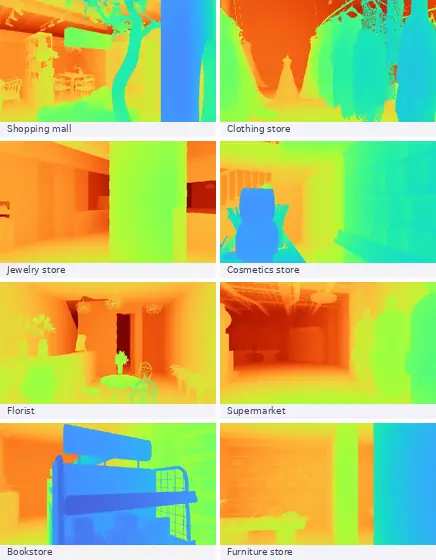 Shopping mall
Clothing store
Jewelry store
Cosmetics store
Florist
Supermarket
Bookstore
Furniture store